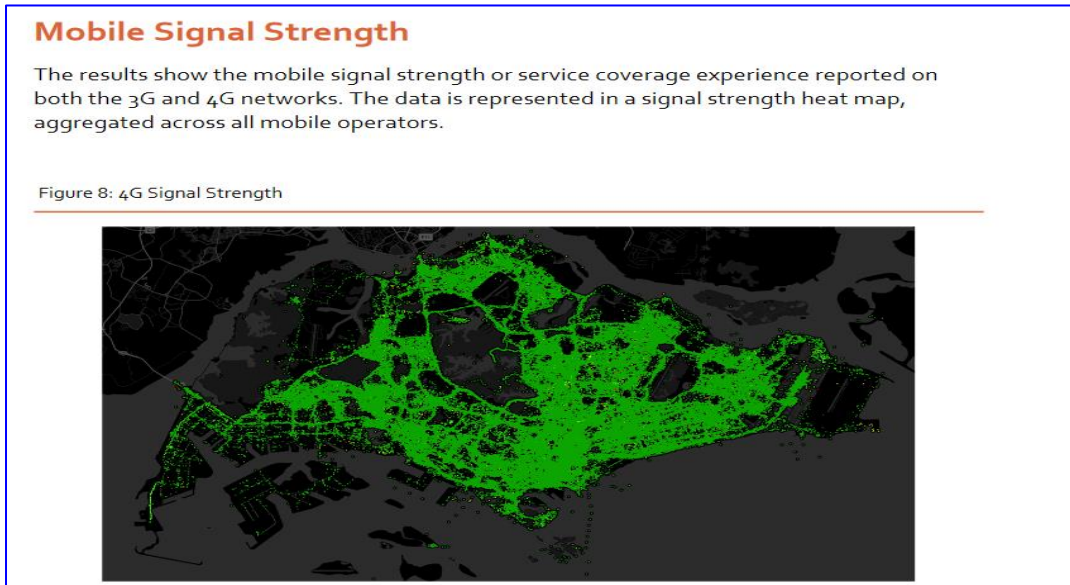 Mobile Signal Strength
The results show the mobile signal strength or service coverage experience reported on
both the 3G and 4G networks. The data is represented in a signal strength heat map,
aggregated across all mobile operators.
Figure 8: 4G Signal Strength